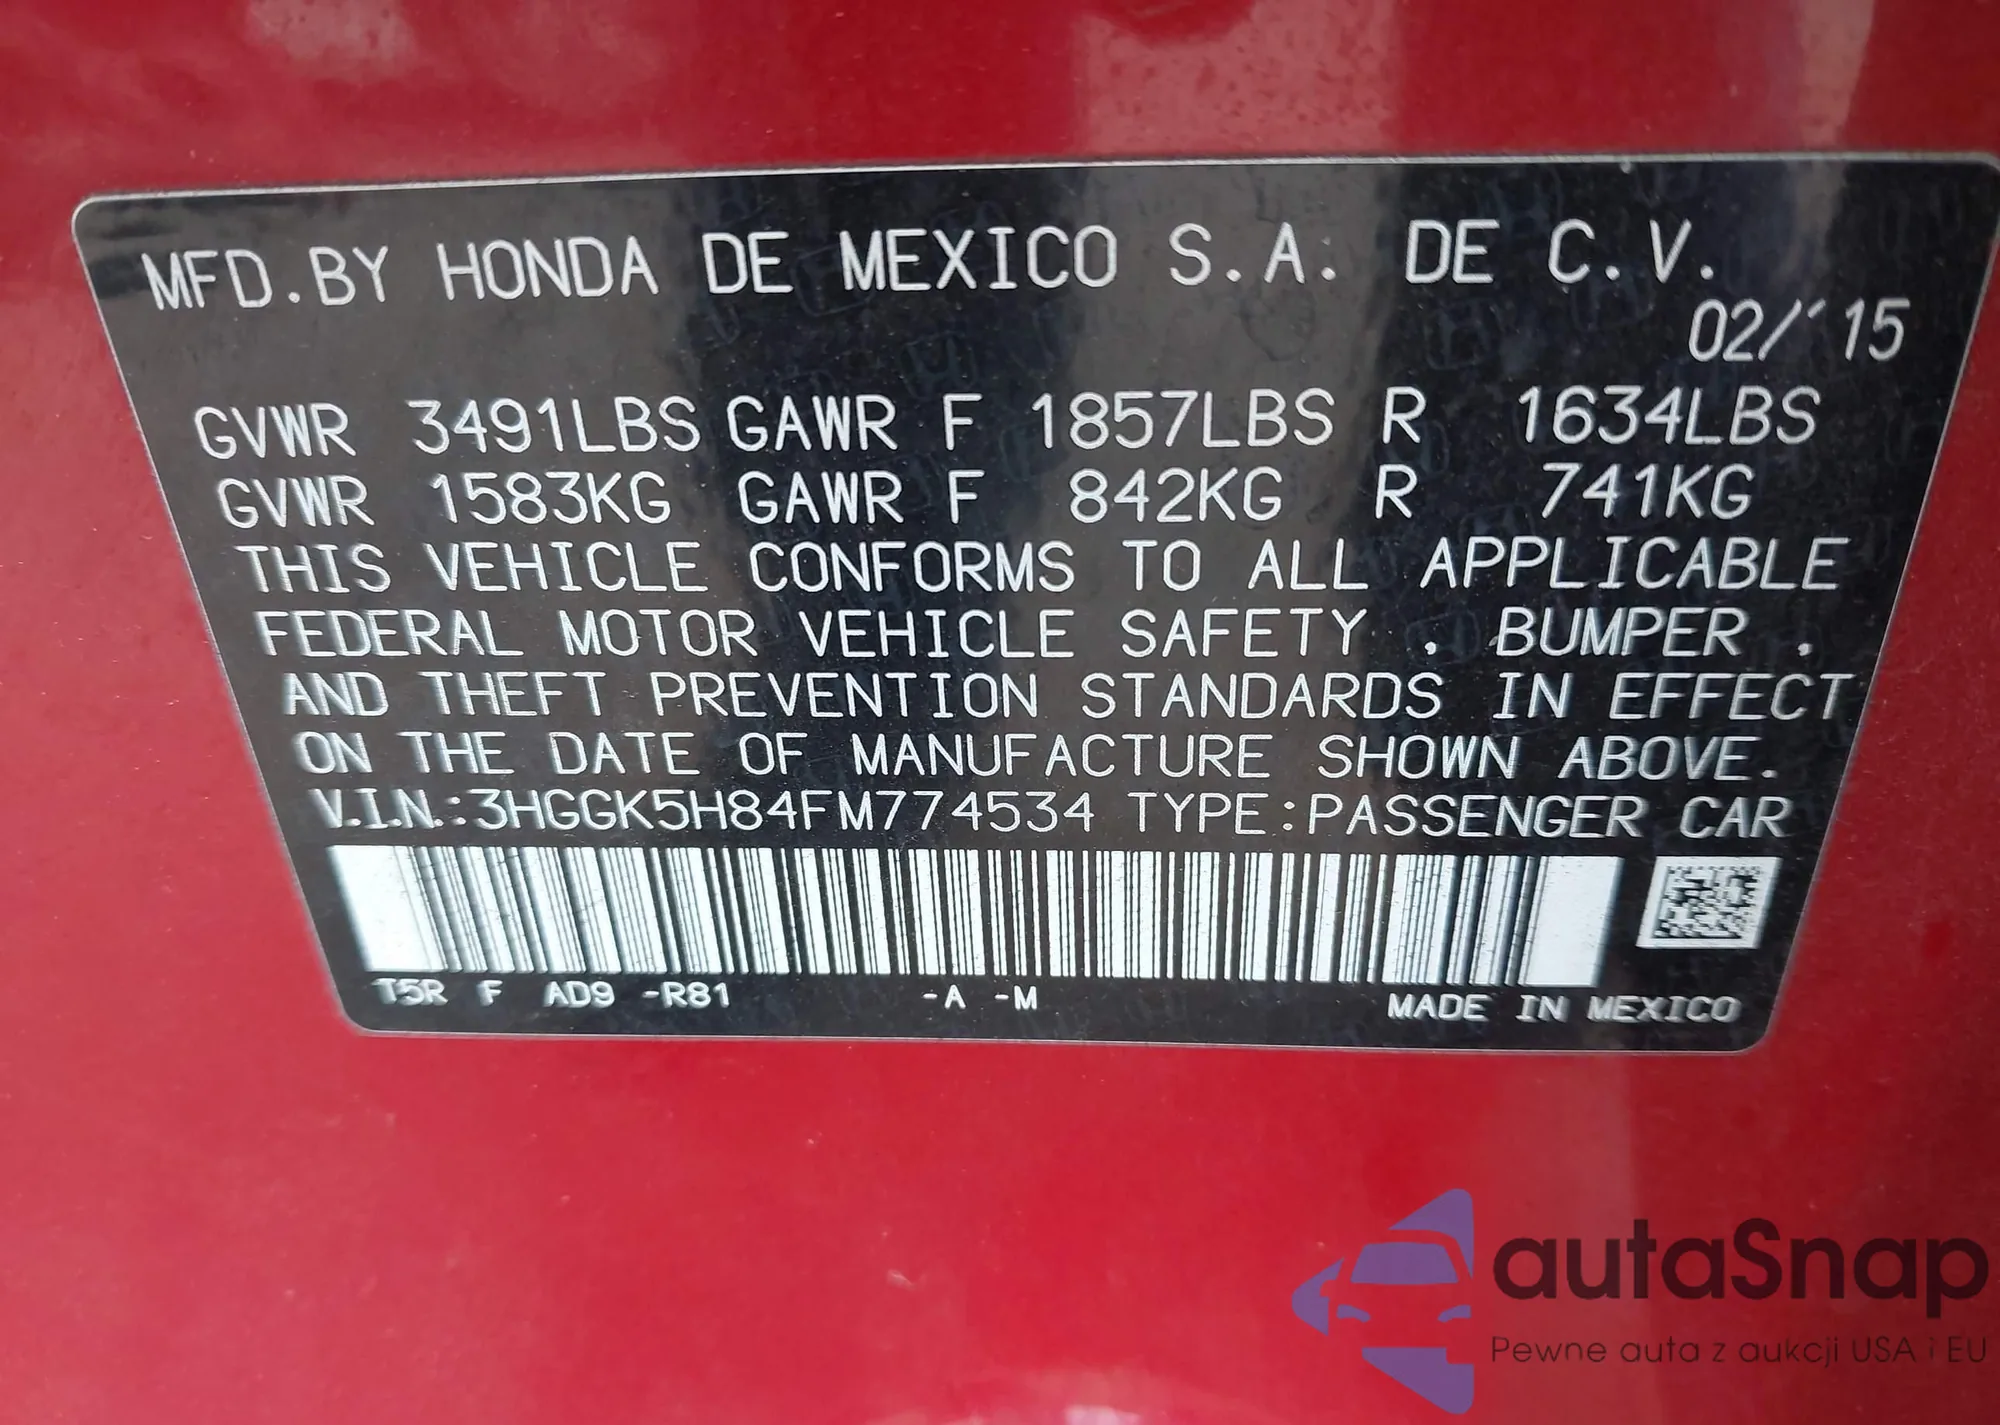 MFD.BY HONDA DE MEXICO S.A. DE C.V.
02/'15
GVWR 3491LBS GAWR F 1857LBS R 1634LBS
GVWR 1583KG GAWR F 842KG R 741KG
THIS VEHICLE CONFORMS TO ALL APPLICABLE
FEDERAL MOTOR VEHICLE SAFETY . BUMPER .
AND THEFT PREVENTION STANDARDS IN EFFECT
ON THE DATE OF MANUFACTURE SHOWN ABOVE.
V.I.N.:3HGGK5H84FM774534 TYPE:PASSENGER CAR
T5R F AD9 -R81 -A -M MADE IN MEXICO
autaSnap
Pewne auta z aukcji USA i EU